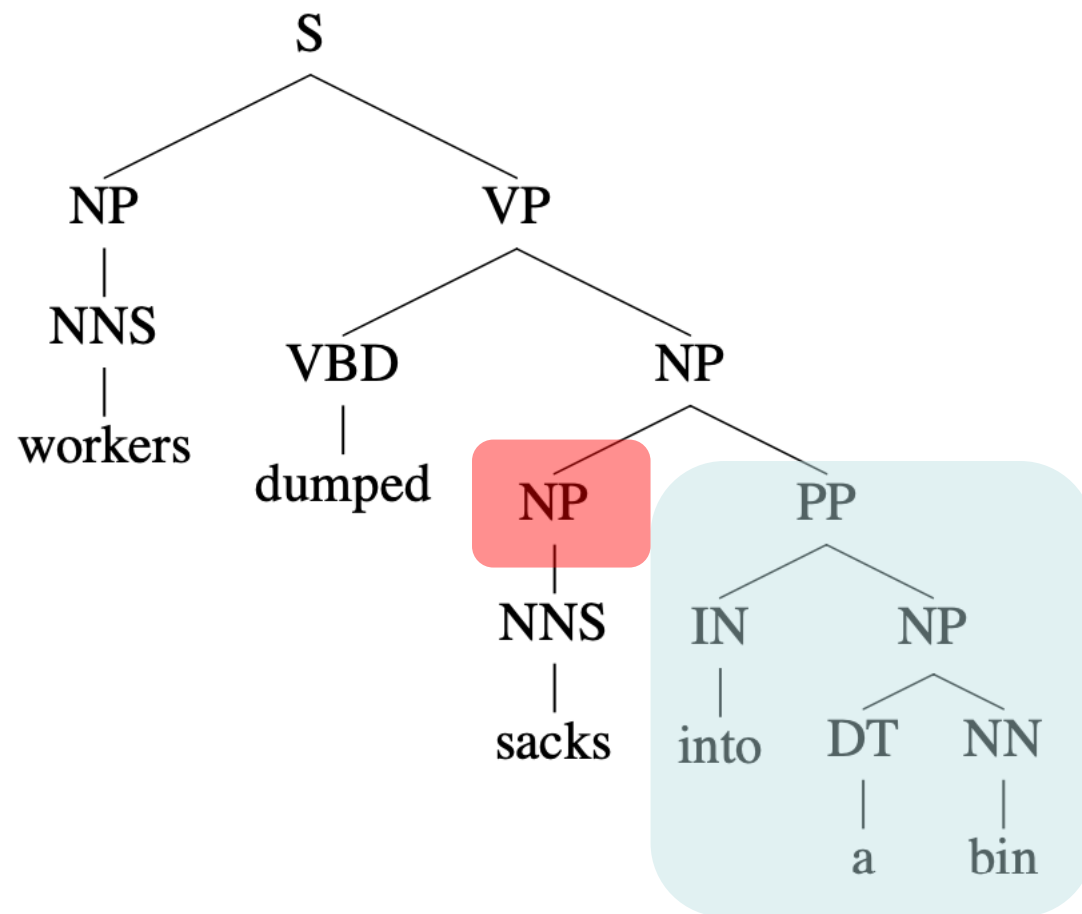 S
NP VP
NNS VBD NP
workers dumped NP PP
NNS IN NP
sacks into DT NN
a bin